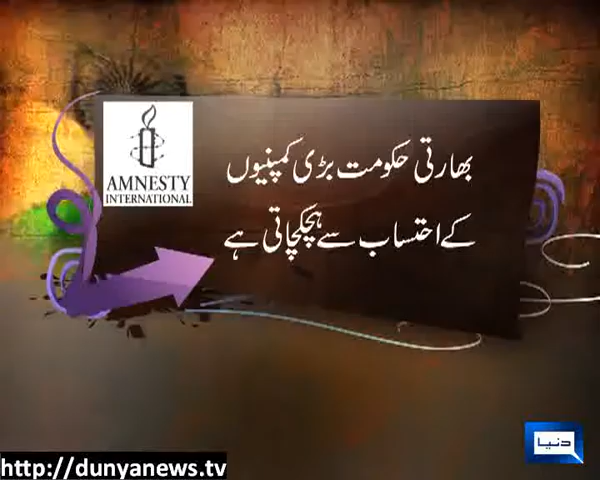 AMNESTY
INTERNATIONAL
بھارتی حکومت بڑی کمپنیوں
کے احتساب سے ہچکچاتی ہے
دنیا
http://dunyanews.tv